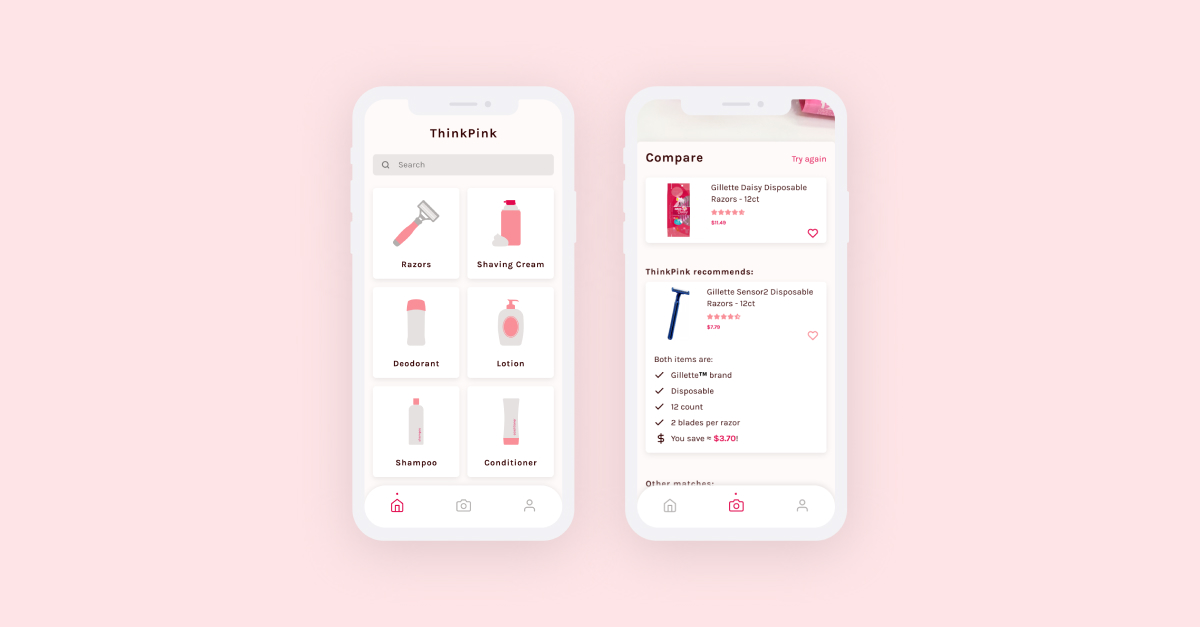 ThinkPink
Search
Razors
Shaving Cream
Deodorant
Lotion
Shampoo
Conditioner
Compare
Try again
Gillette Daisy Disposable
Razors - 12ct
$11.49
ThinkPink recommends:
Gillette Sensor2 Disposable
Razors - 12ct
$7.79
Both items are:
Gillette™ brand
Disposable
12 count
2 blades per razor
You save ≈ $3.70!
Other matches: